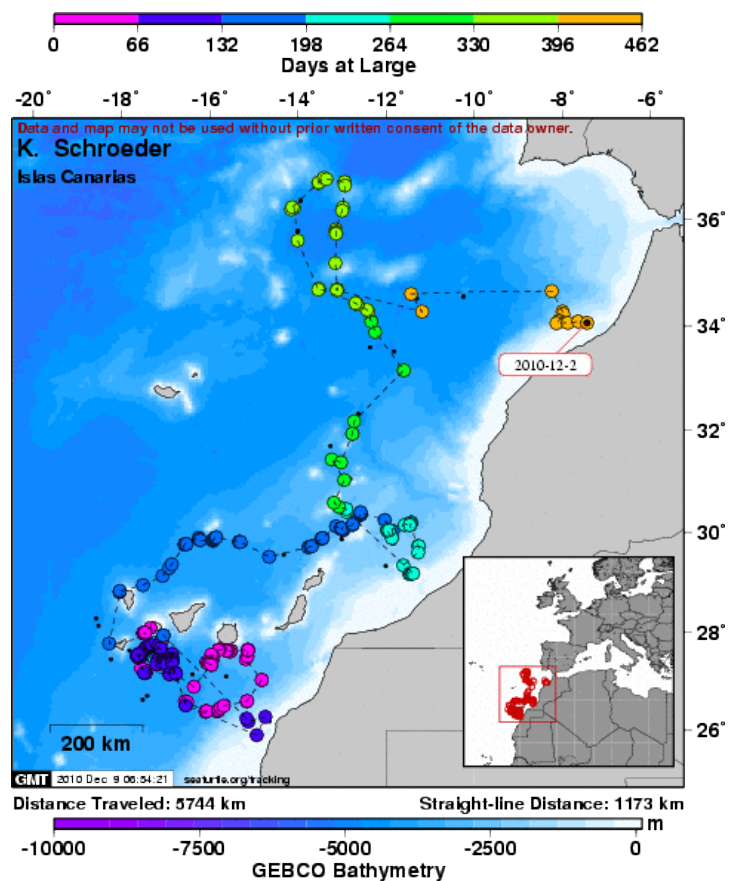 0 66 132 198 264 330 396 462
Days at Large
-20° -18° -16° -14° -12° -10° -8° -6°
Data and map may not be used without prior written consent of the data owner.
K. Schroeder
Islas Canarias
36°
34°
2010-12-2
32°
30°
28°
26°
200 km
GMT 2010 Dec 9 06:54:21 seaturtle.org/tracking
Distance Traveled: 5744 km Straight-line Distance: 1173 km
m
-10000 -7500 -5000 -2500 0
GEBCO Bathymetry